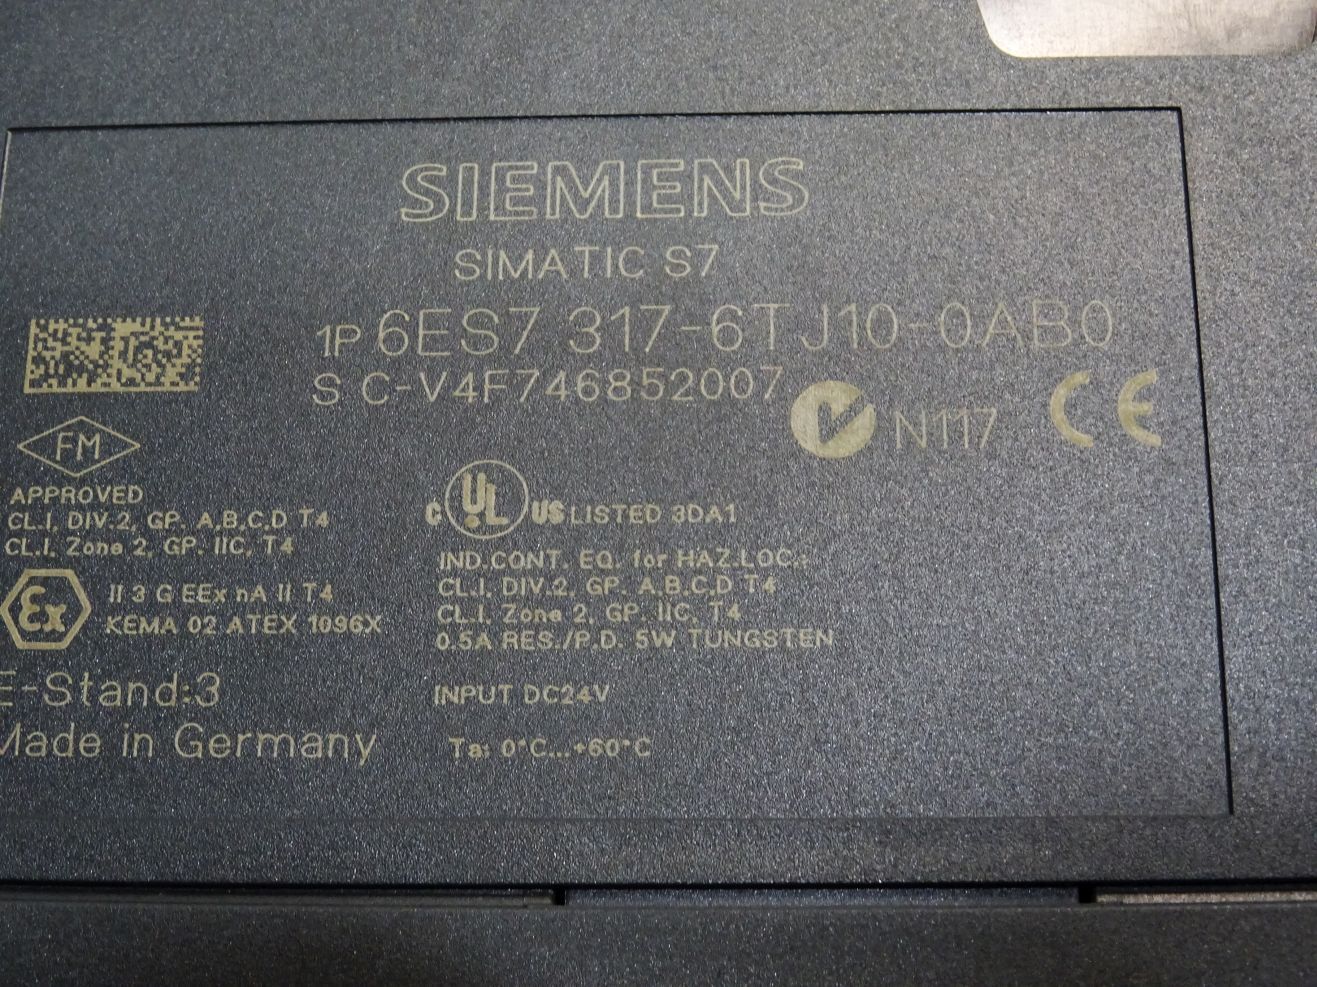 SIEMENS
SIMATIC S7
1P 6ES7 317-6TJ10-0AB0
S C-V4F746852007
N117
CE
FM
APPROVED
CL.I, DIV.2, GP. A,B,C,D T4
CL.I, Zone 2, GP. IIC, T4
Ex
II 3 G EEx nA II T4
KEMA 02 ATEX 1096X
E-Stand:3
Made in Germany
C UL US LISTED 3DA1
IND.CONT. EQ. for HAZ.LOC.:
CL.I, DIV.2, GP. A,B,C,D T4
CL.I, Zone 2, GP. IIC, T4
0.5A RES./P.D. 5W TUNGSTEN
INPUT DC24V
Ta: 0°C...+60°C